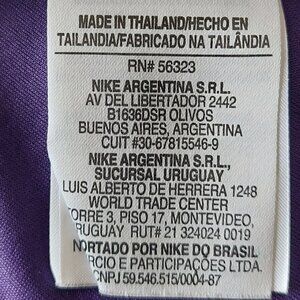 MADE IN THAILAND/HECHO EN
TAILANDIA/FABRICADO NA TAILÂNDIA
RN# 56323
NIKE ARGENTINA S.R.L.
AV DEL LIBERTADOR 2442
B1636DSR OLIVOS
BUENOS AIRES, ARGENTINA
CUIT #30-67815546-9
NIKE ARGENTINA S.R.L.,
SUCURSAL URUGUAY
LUIS ALBERTO DE HERRERA 1248
WORLD TRADE CENTER
TORRE 3, PISO 17, MONTEVIDEO,
URUGUAY RUT# 21 324024 0019
PORTADO POR NIKE DO BRASIL
RCIO E PARTICIPAÇÕES LTDA.
CNPJ 59.546.515/0004-87